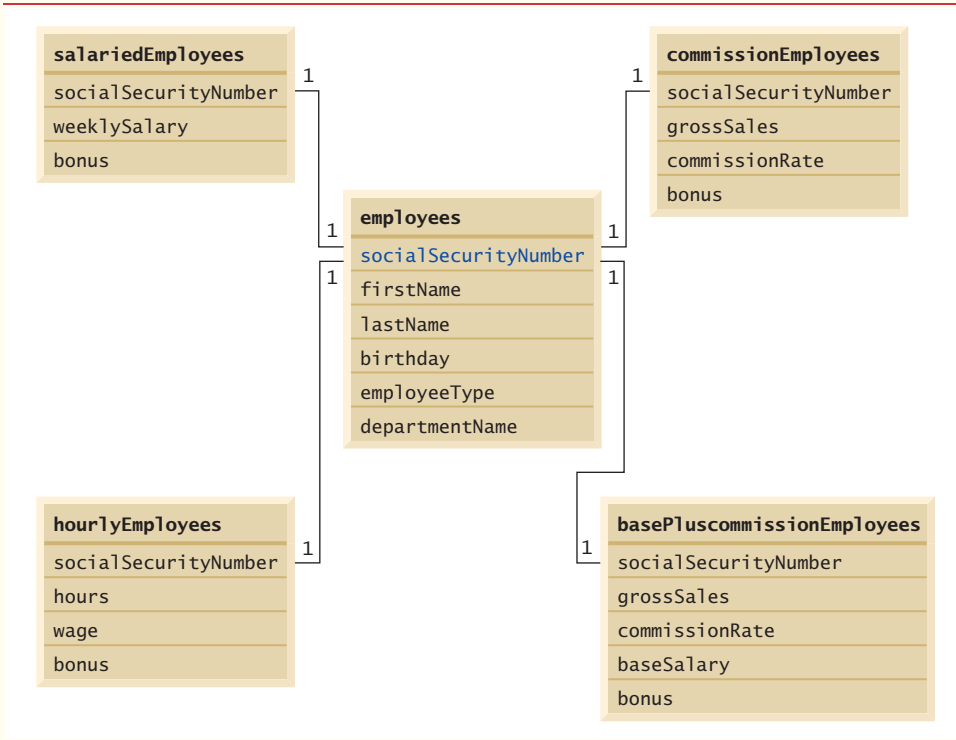 salariedEmployees
socialSecurityNumber
weeklySalary
bonus
1
1
commissionEmployees
socialSecurityNumber
grossSales
commissionRate
bonus
1
1
employees
socialSecurityNumber
firstName
lastName
birthday
employeeType
departmentName
1
1
hourlyEmployees
socialSecurityNumber
hours
wage
bonus
1
1
basePluscommissionEmployees
socialSecurityNumber
grossSales
commissionRate
baseSalary
bonus